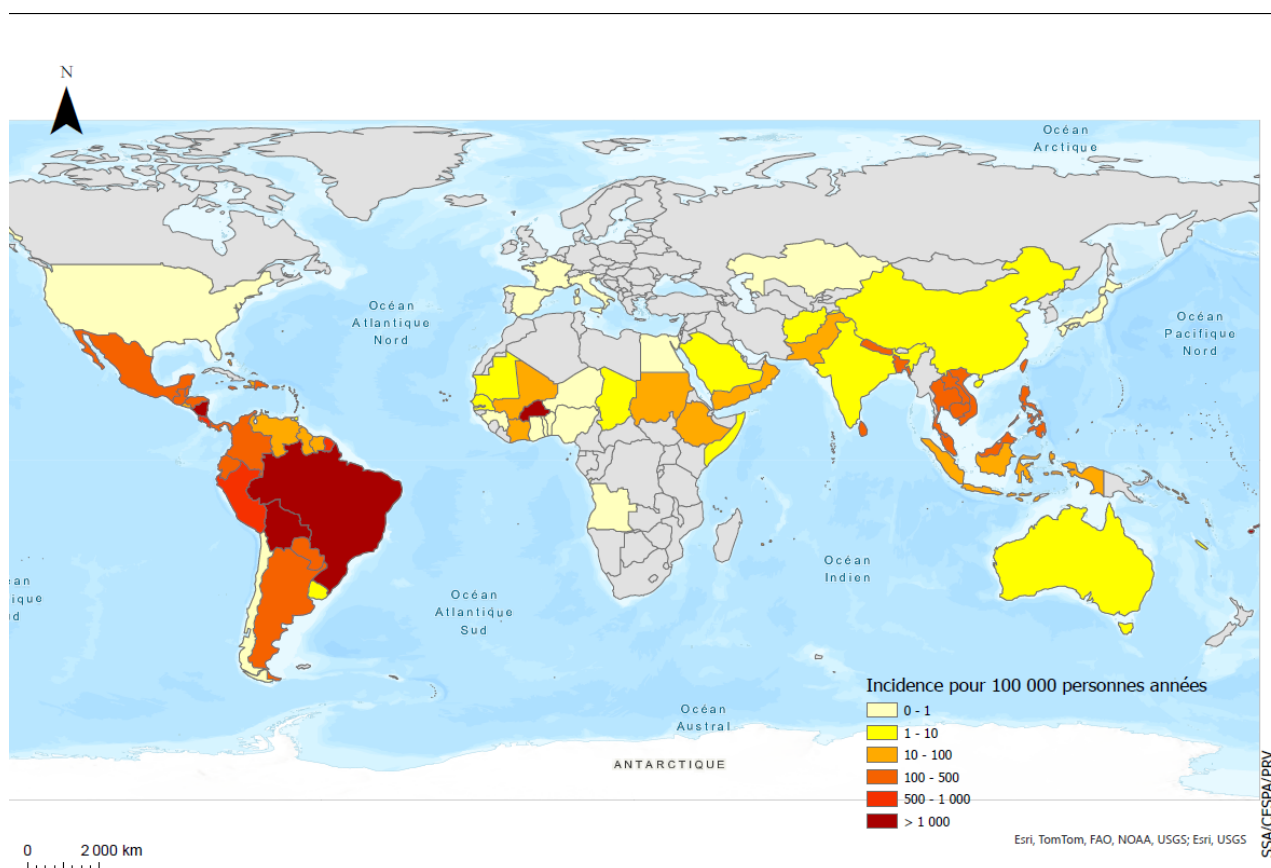 N
Océan
Arctique
Océan
Atlantique
Nord
Océan
Pacifique
Nord
Océan
Indien
Océan
Atlantique
Sud
an
ique
d
Océan
Austral
ANTARCTIQUE
Incidence pour 100 000 personnes années
0 - 1
1 - 10
10 - 100
100 - 500
500 - 1 000
> 1 000
Esri, TomTom, FAO, NOAA, USGS; Esri, USGS
SSA/CESPA/PRV
0 2 000 km